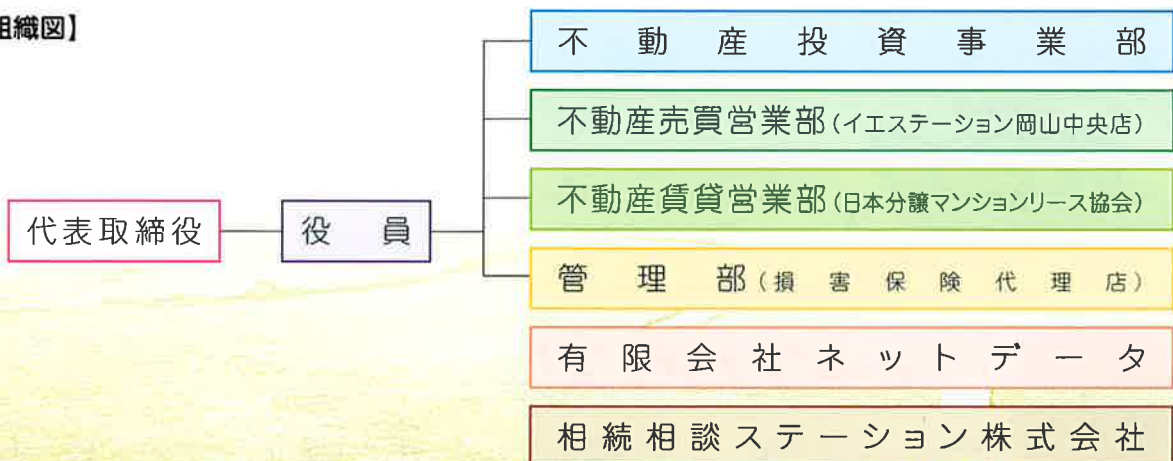 組織図】
代表取締役
役員
不動産投資事業部
不動産売買営業部(イエステーション岡山中央店)
不動産賃貸営業部(日本分譲マンションリース協会)
管理部(損害保険代理店)
有限会社ネットデータ
相続相談ステーション株式会社